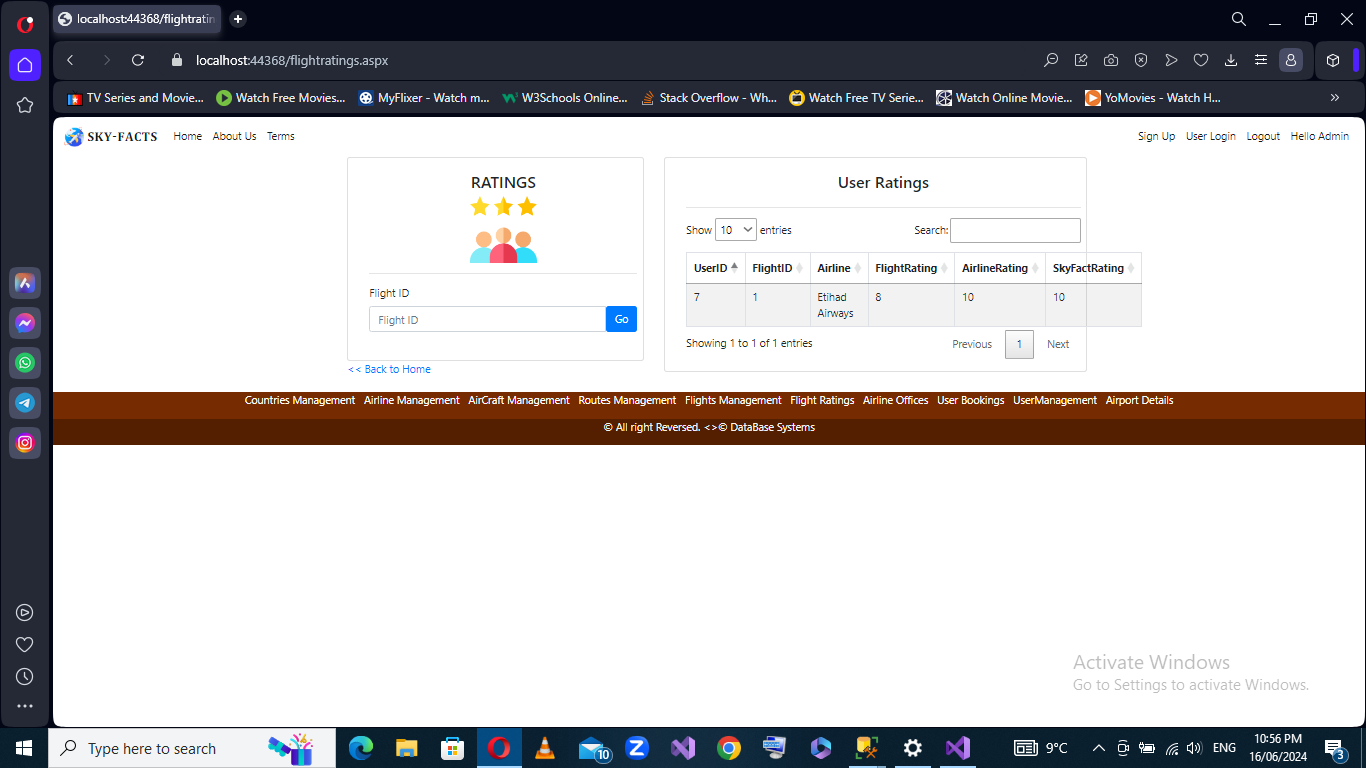 localhost:44368/flightratin
localhost:44368/flightratings.aspx
TV Series and Movie... Watch Free Movies... MyFlixer - Watch m... W3Schools Online... Stack Overflow - Wh... Watch Free TV Serie... Watch Online Movie... YoMovies - Watch H...
SKY-FACTS Home About Us Terms Sign Up User Login Logout Hello Admin
RATINGS
Flight ID
Flight ID Go
<< Back to Home
User Ratings
Show 10 entries Search:
UserID FlightID Airline FlightRating AirlineRating SkyFactRating
7 1 Etihad 8 10 10
Airways
Showing 1 to 1 of 1 entries Previous 1 Next
Countries Management Airline Management AirCraft Management Routes Management Flights Management Flight Ratings Airline Offices User Bookings UserManagement Airport Details
© All right Reversed. <>© DataBase Systems
Activate Windows
Go to Settings to activate Windows.
Type here to search 10 9°C ENG 10:56 PM
16/06/2024 3